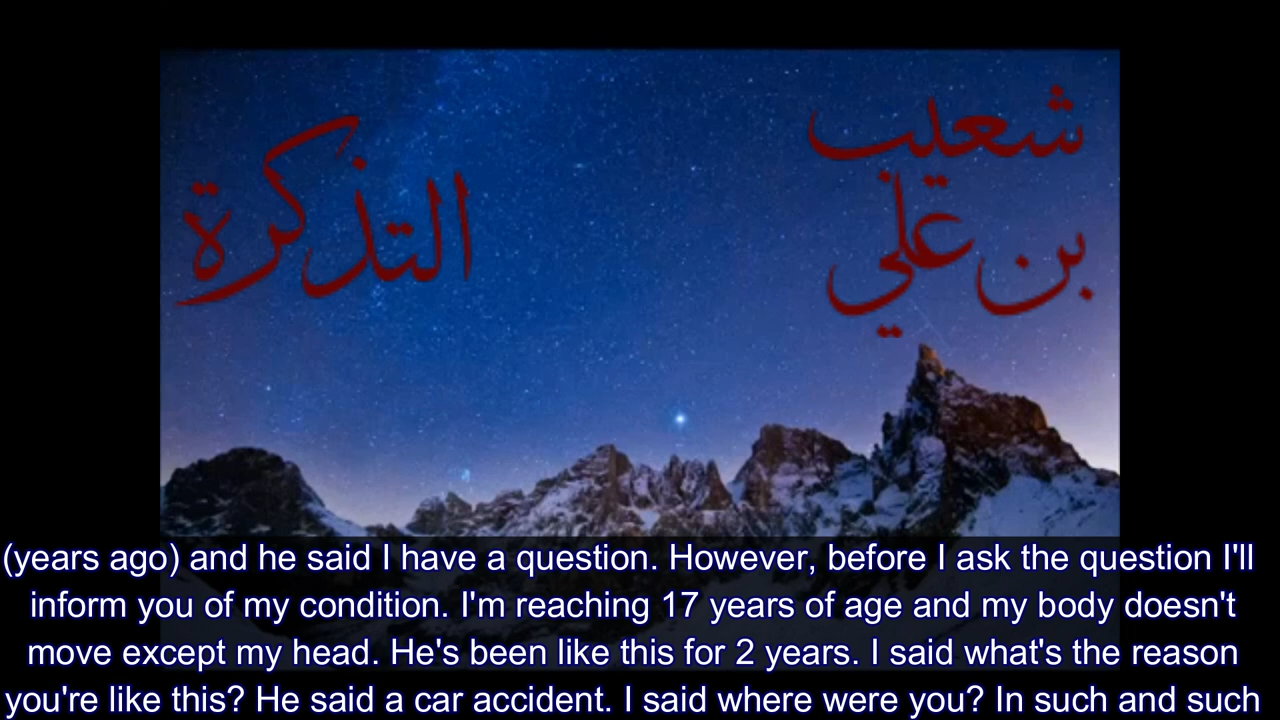 شعيب
بن علي
التذكرة
(years ago) and he said I have a question. However, before I ask the question I'll
inform you of my condition. I'm reaching 17 years of age and my body doesn't
move except my head. He's been like this for 2 years. I said what's the reason
you're like this? He said a car accident. I said where were you? In such and such